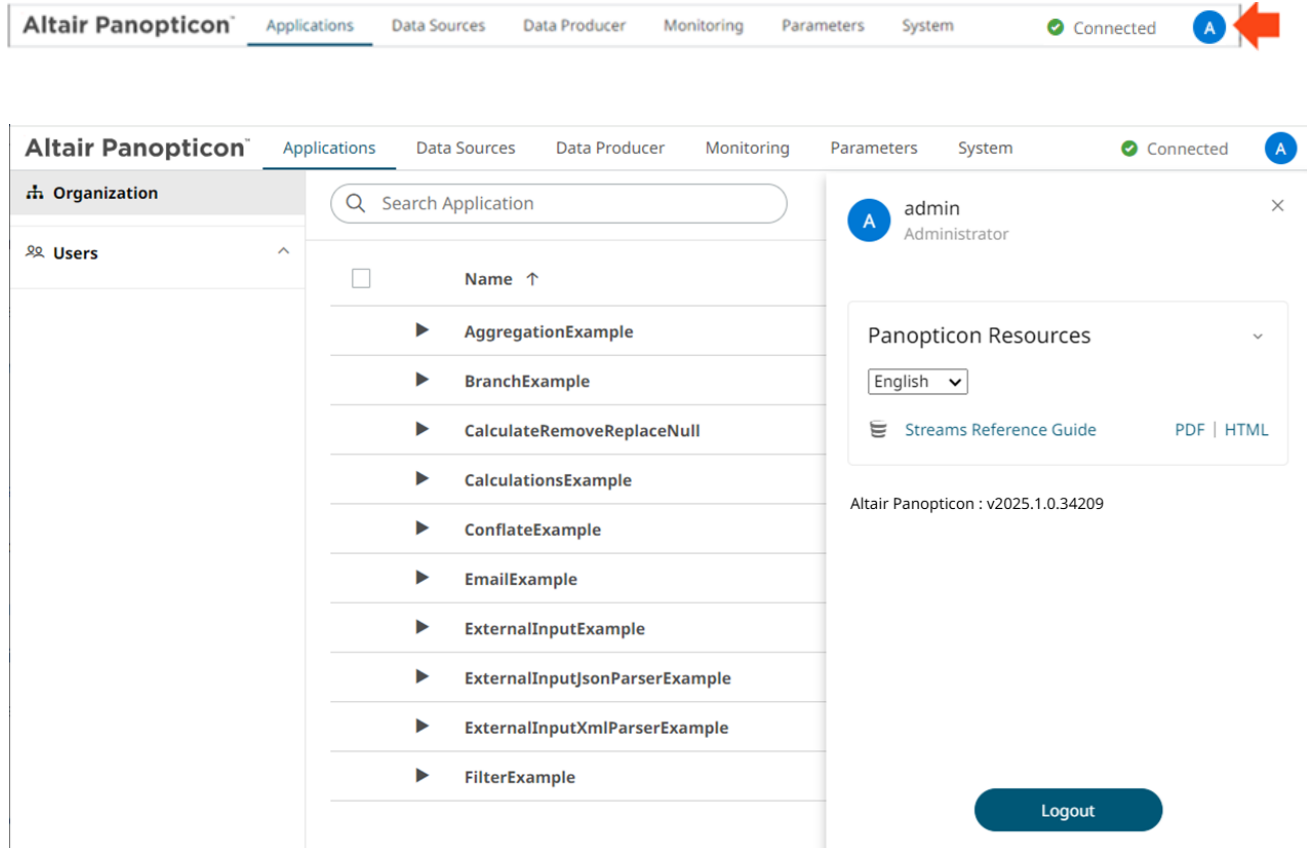 Altair Panopticon™ Applications Data Sources Data Producer Monitoring Parameters System Connected A
Altair Panopticon™ Applications Data Sources Data Producer Monitoring Parameters System Connected A
Organization
Users
Search Application
Name ↑
AggregationExample
BranchExample
CalculateRemoveReplaceNull
CalculationsExample
ConflateExample
EmailExample
ExternalInputExample
ExternalInputJsonParserExample
ExternalInputXmlParserExample
FilterExample
A
admin
Administrator
Panopticon Resources
English
Streams Reference Guide PDF | HTML
Altair Panopticon : v2025.1.0.34209
Logout